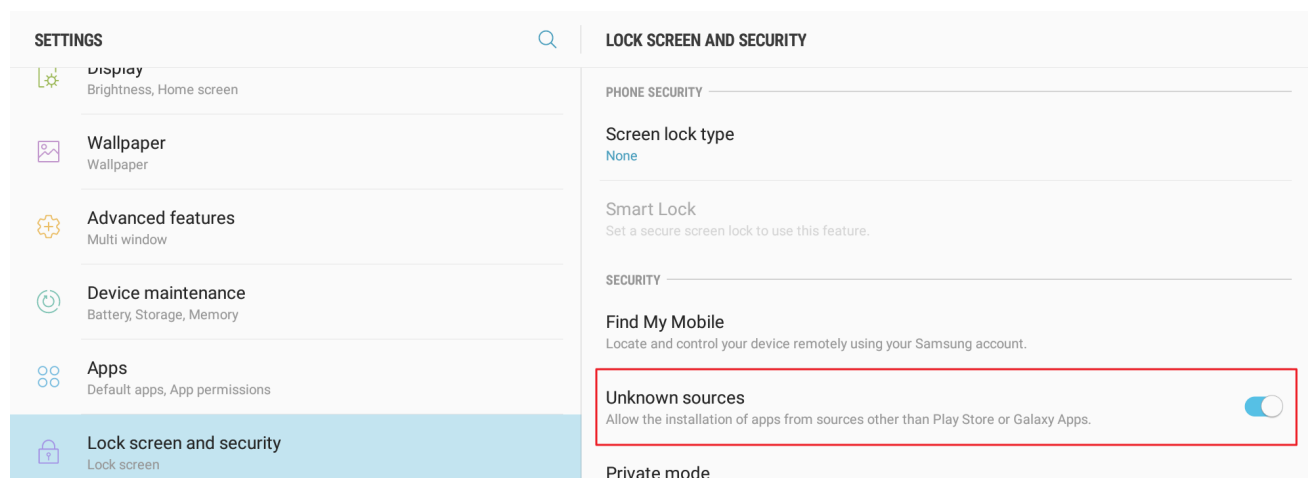 SETTINGS
Display
Brightness, Home screen
Wallpaper
Wallpaper
Advanced features
Multi window
Device maintenance
Battery, Storage, Memory
Apps
Default apps, App permissions
Lock screen and security
Lock screen
LOCK SCREEN AND SECURITY
PHONE SECURITY
Screen lock type
None
Smart Lock
Set a secure screen lock to use this feature.
SECURITY
Find My Mobile
Locate and control your device remotely using your Samsung account.
Unknown sources
Allow the installation of apps from sources other than Play Store or Galaxy Apps.
Private mode